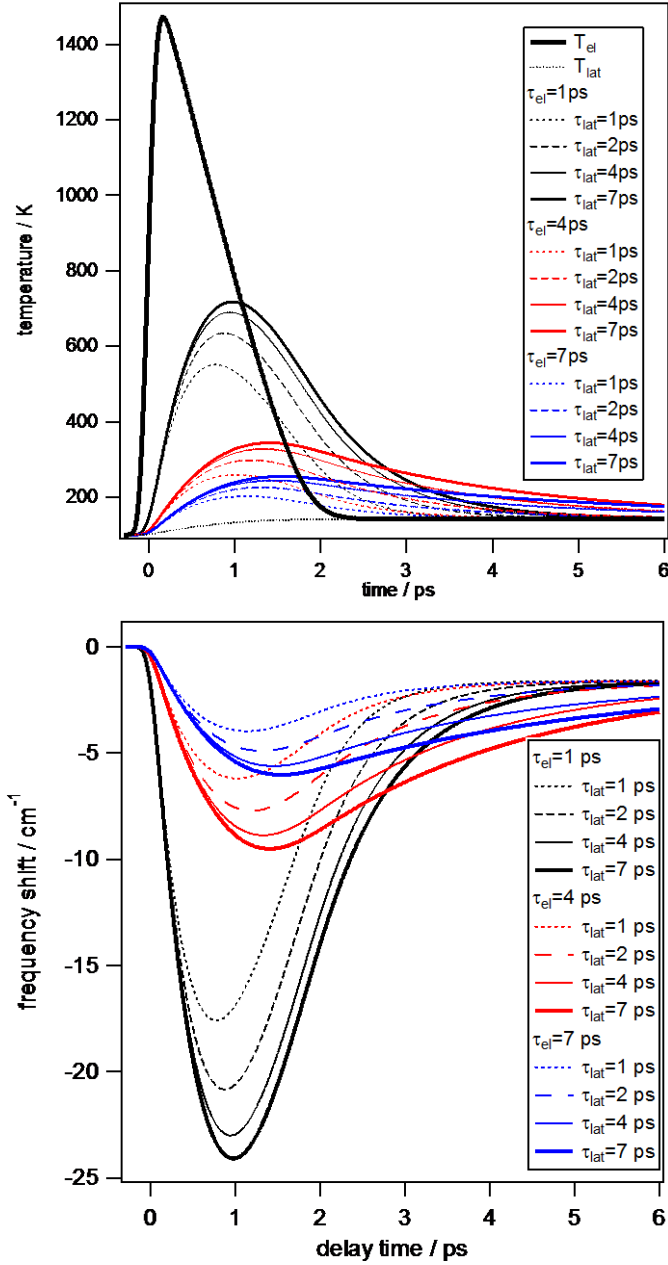 1400
1200
1000
800
600
400
200
temperature / K
0
1
2
3
4
5
6
time / ps
T_el
T_lat
τ_el=1ps
τ_lat=1ps
τ_lat=2ps
τ_lat=4ps
τ_lat=7ps
τ_el=4ps
τ_lat=1ps
τ_lat=2ps
τ_lat=4ps
τ_lat=7ps
τ_el=7ps
τ_lat=1ps
τ_lat=2ps
τ_lat=4ps
τ_lat=7ps
0
-5
-10
-15
-20
-25
frequency shift / cm⁻¹
0
1
2
3
4
5
6
delay time / ps
τ_el=1 ps
τ_lat=1 ps
τ_lat=2 ps
τ_lat=4 ps
τ_lat=7 ps
τ_el=4 ps
τ_lat=1 ps
τ_lat=2 ps
τ_lat=4 ps
τ_lat=7 ps
τ_el=7 ps
τ_lat=1 ps
τ_lat=2 ps
τ_lat=4 ps
τ_lat=7 ps